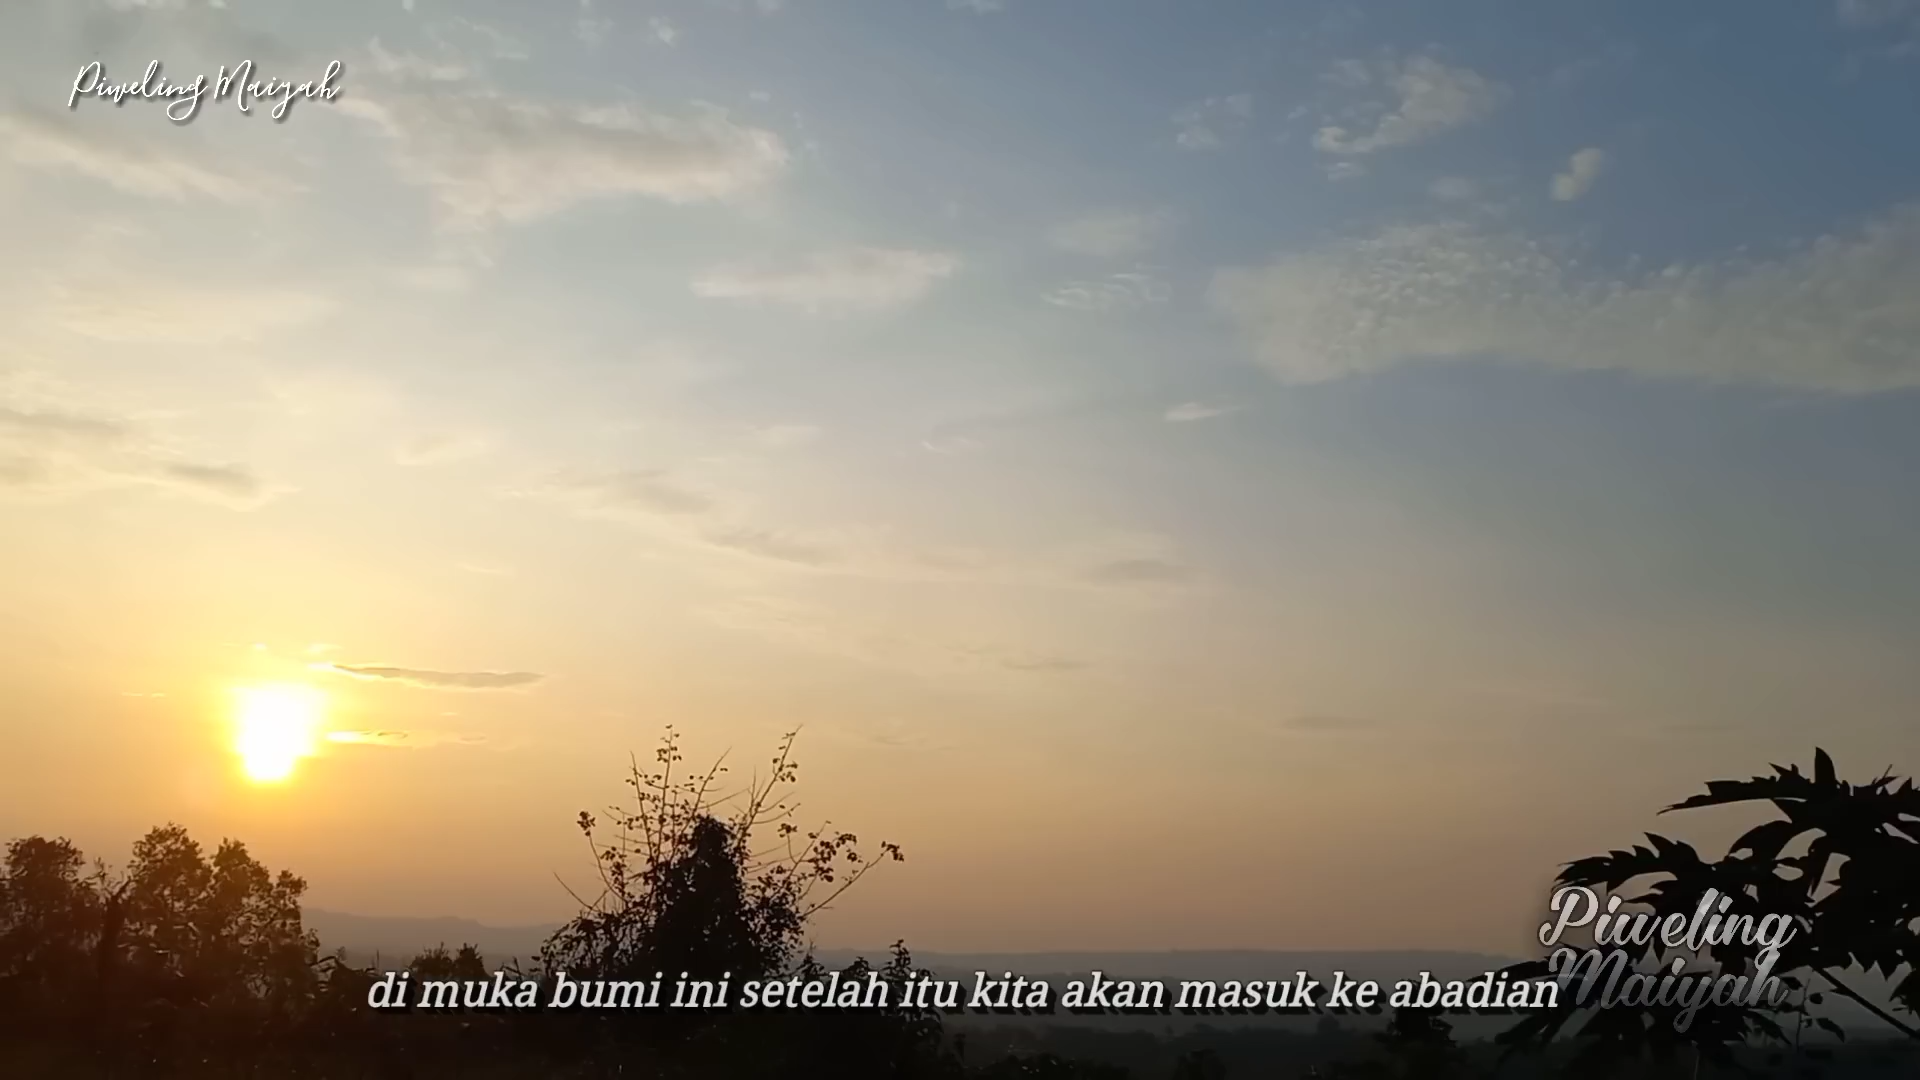 Piweling Maiyah
di muka bumi ini setelah itu kita akan masuk ke abadian
Piweling
Maiyah